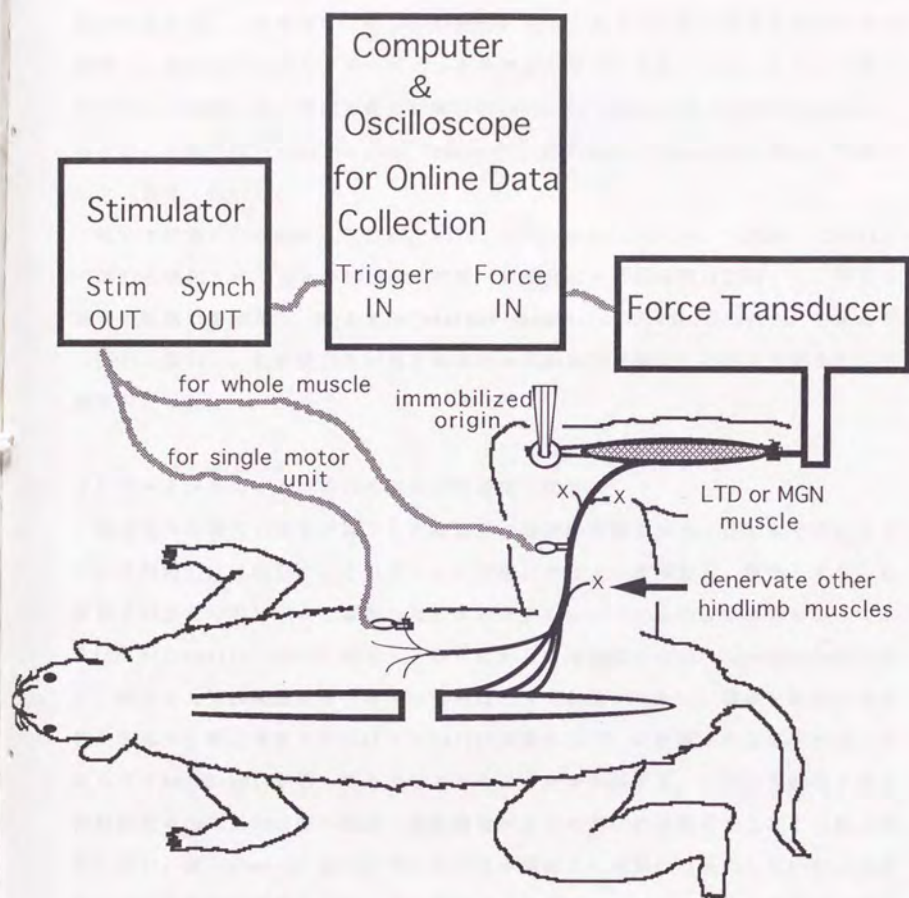 Computer
&
Oscilloscope
for Online Data
Collection
Trigger IN
Force IN
Stimulator
Stim OUT
Synch OUT
Force Transducer
for whole muscle
for single motor
unit
immobilized
origin
X
X
X
LTD or MGN
muscle
denervate other
hindlimb muscles